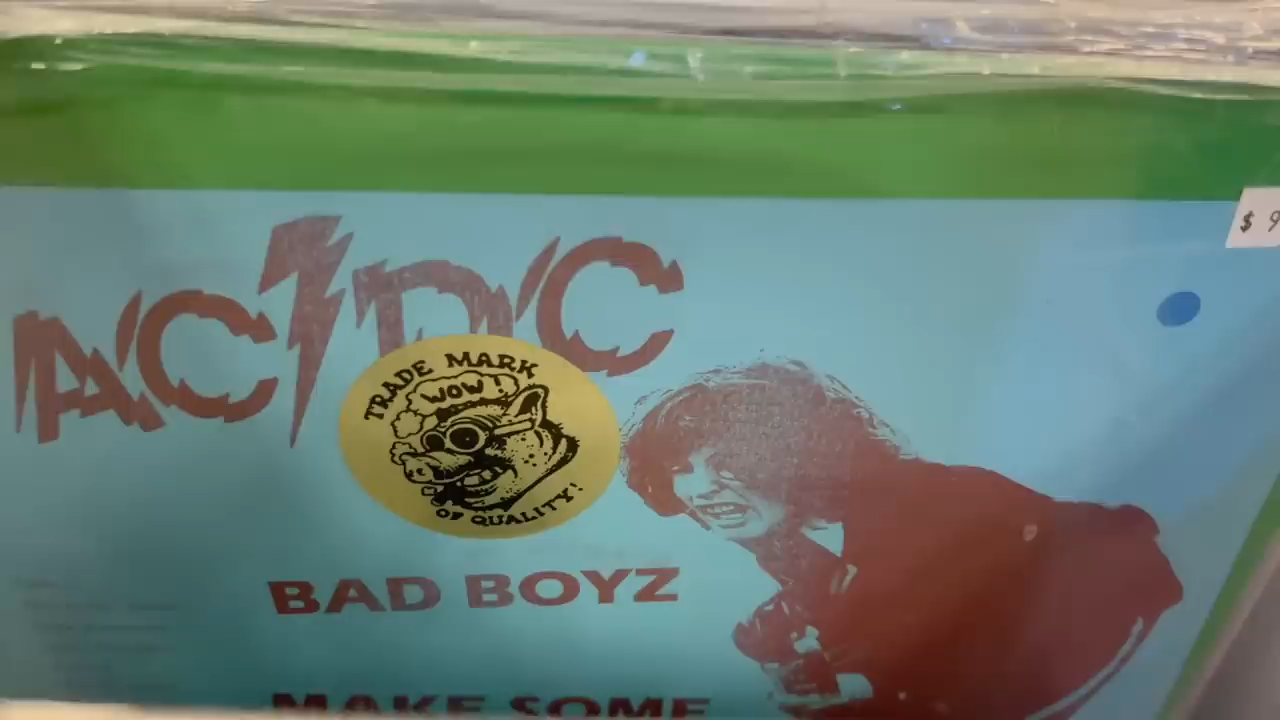 $ 9
AC DC
TRADE MARK
WOW!
OF QUALITY!
BAD BOYZ
MAKE SOME